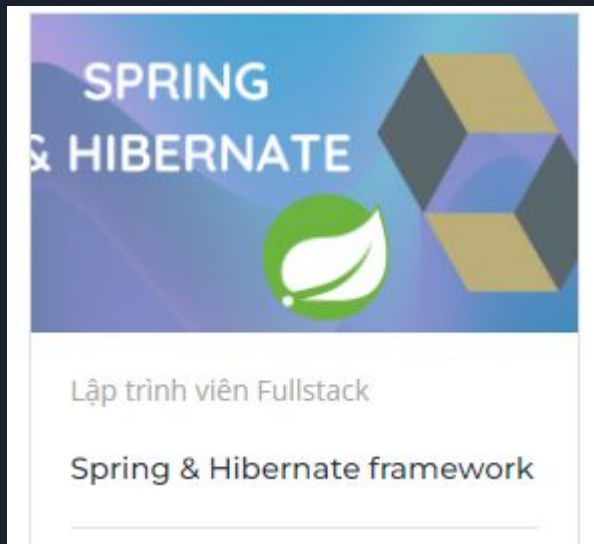 SPRING
& HIBERNATE
Lập trình viên Fullstack
Spring & Hibernate framework